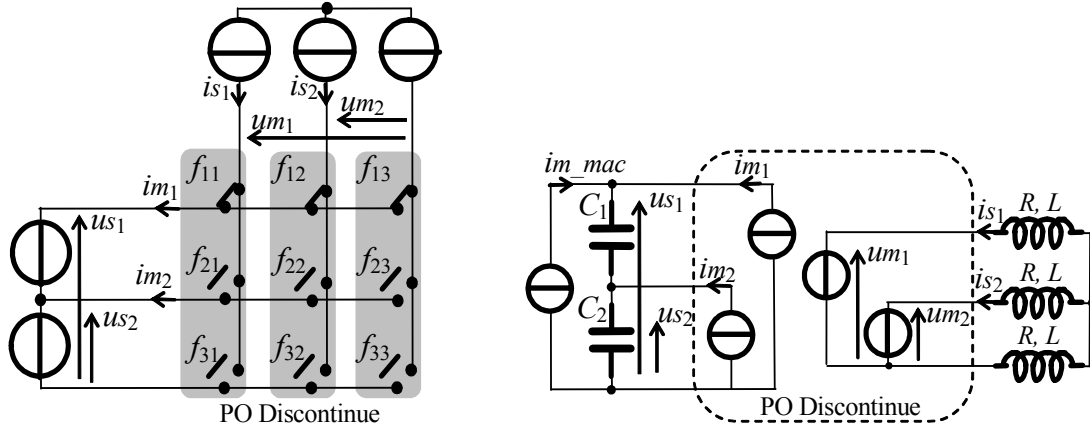 is1 is2
um2
um1
f11 f12 f13
im1
us1
f21 f22 f23
im2
us2
f31 f32 f33
PO Discontinue
im_mac im1
C1 us1
im2
C2
us2
is1 R, L
um1
is2 R, L
um2
R, L
PO Discontinue